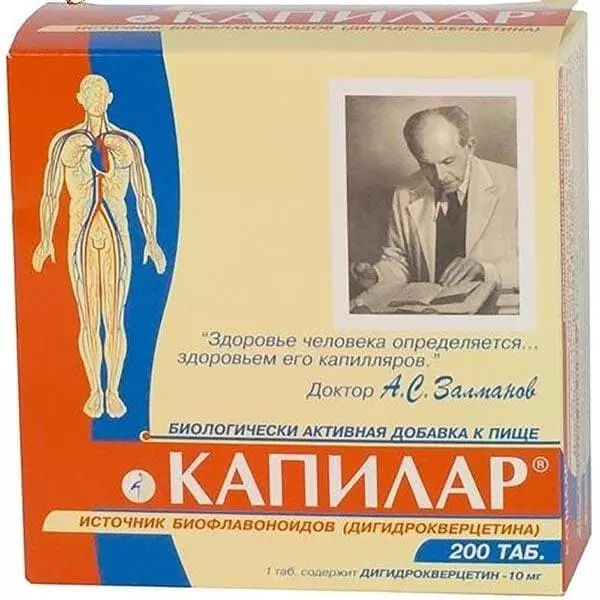 ИСТОЧНИК БИОФЛАВОНОИДОВ (ДИГИДРОКВЕРЦЕТИНА)
"Здоровье человека определяется...
здоровьем его капилляров."
Доктор А.С. Залманов
БИОЛОГИЧЕСКИ АКТИВНАЯ ДОБАВКА К ПИЩЕ
КАПИЛАР®
ИСТОЧНИК БИОФЛАВОНОИДОВ (ДИГИДРОКВЕРЦЕТИНА)
200 ТАБ.
1 таб. содержит ДИГИДРОКВЕРЦЕТИН - 10 мг